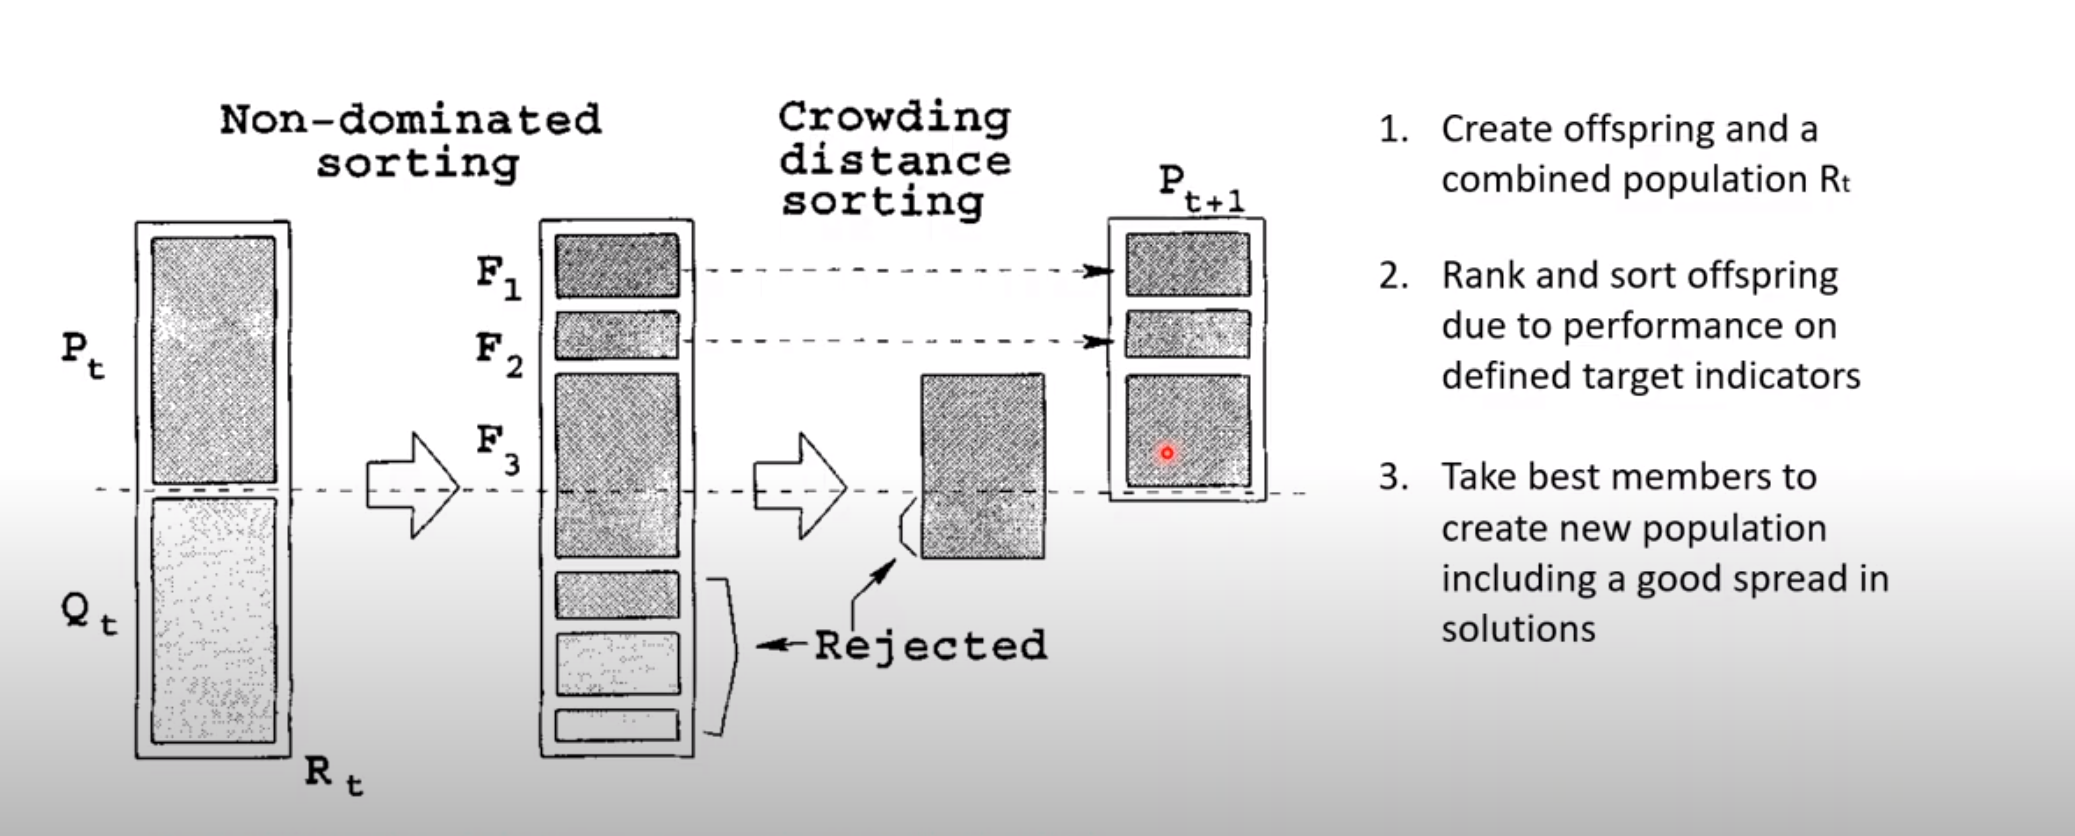 Non-dominated
sorting
Crowding
distance
sorting
P t+1
P t
Q t
R t
F 1
F 2
F 3
Rejected
1. Create offspring and a
combined population Rt
2. Rank and sort offspring
due to performance on
defined target indicators
3. Take best members to
create new population
including a good spread in
solutions